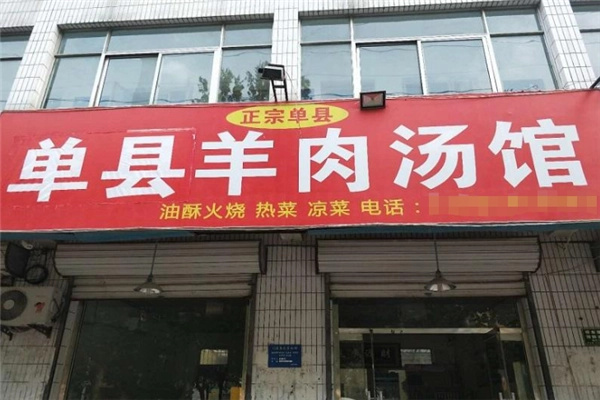 正宗单县
单县羊肉汤馆
油酥火烧 热菜 凉菜 电话：